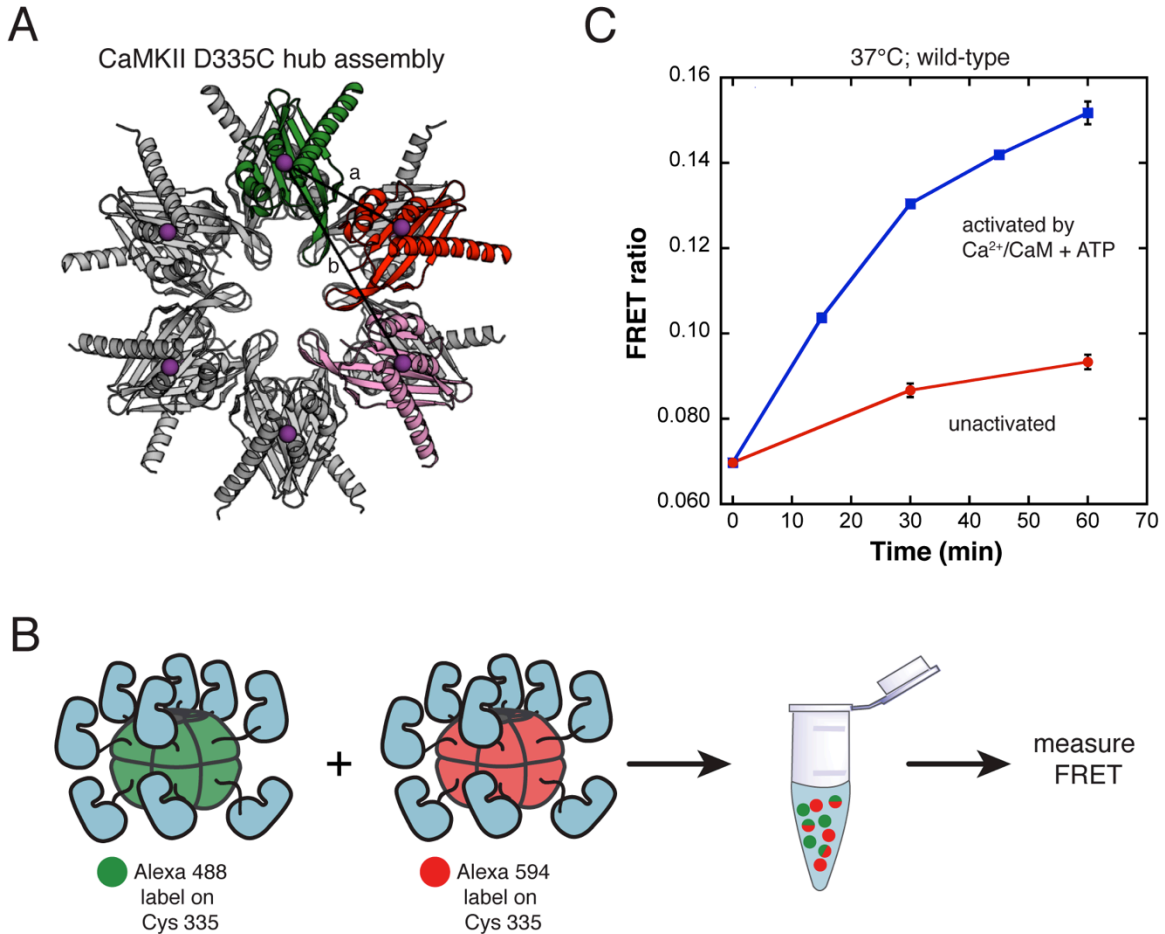 A
CaMKII D335C hub assembly
a
b
C
37°C; wild-type
0.16
0.14
0.12
0.10
0.080
0.060
FRET ratio
activated by
Ca²⁺/CaM + ATP
unactivated
0
10
20
30
40
50
60
70
Time (min)
B
+
Alexa 488
label on
Cys 335
Alexa 594
label on
Cys 335
measure
FRET